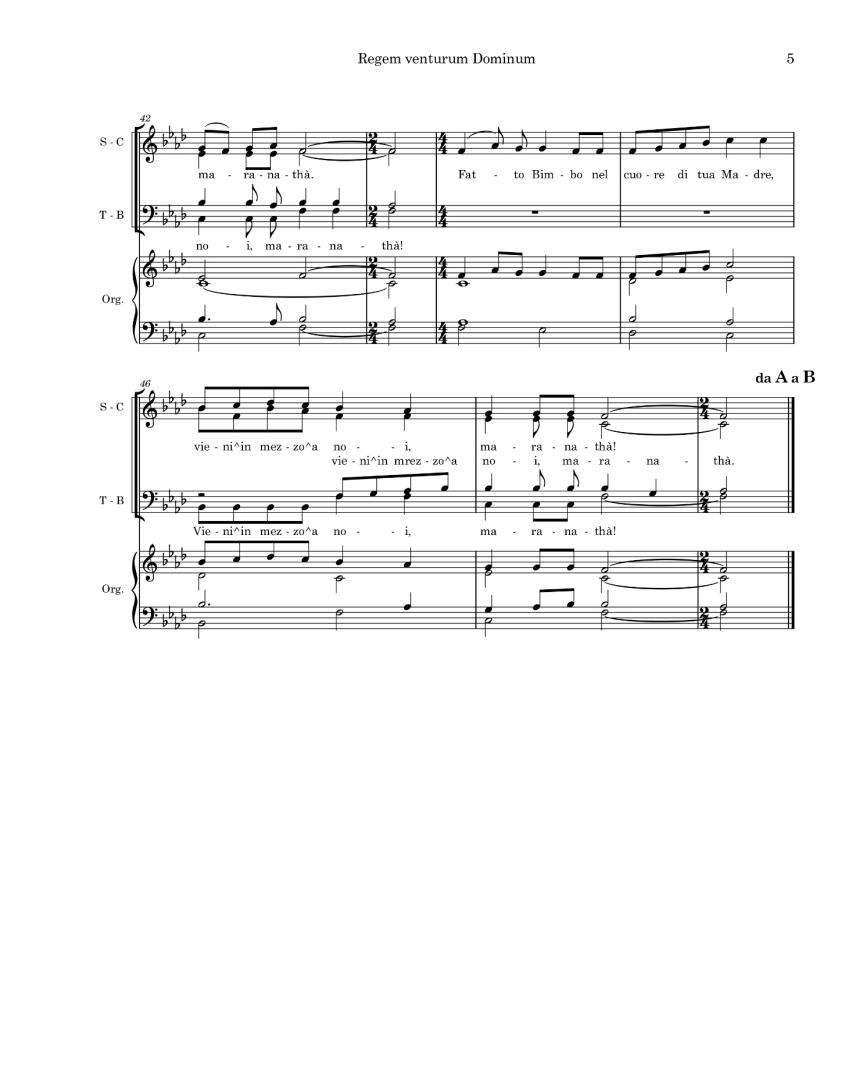 Regem venturum Dominum 5
42
S - C
ma - ra - na - thà. Fat - to Bim - bo nel cuo - re di tua Ma - dre,
T - B
no - i, ma - ra - na - thà!
Org.
da A a B
46
S - C
vie - ni^in mez - zo^a no - i, ma - ra - na - thà!
vie - ni^in mrez - zo^a no - i, ma - ra - na - thà.
T - B
Vie - ni^in mez - zo^a no - i, ma - ra - na - thà!
Org.